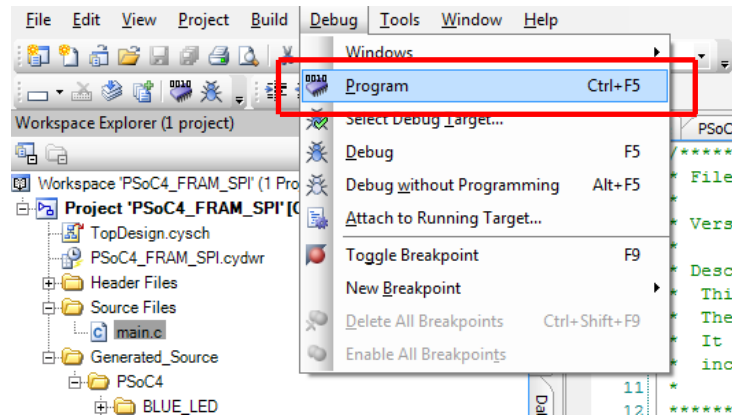 File Edit View Project Build Debug Tools Window Help
Windows
Program Ctrl+F5
Select Debug Target...
Debug F5
Debug without Programming Alt+F5
Attach to Running Target...
Toggle Breakpoint F9
New Breakpoint
Delete All Breakpoints Ctrl+Shift+F9
Enable All Breakpoints
Workspace Explorer (1 project)
Workspace 'PSoC4_FRAM_SPI' (1 Pro
Project 'PSoC4_FRAM_SPI' [C
TopDesign.cysch
PSoC4_FRAM_SPI.cydwr
Header Files
Source Files
main.c
Generated_Source
PSoC4
BLUE_LED
PSoC
/*****
* File
*
* Vers
*
* Desc
* Thi
* The
* It
* inc
11 *
12 ******
Dat